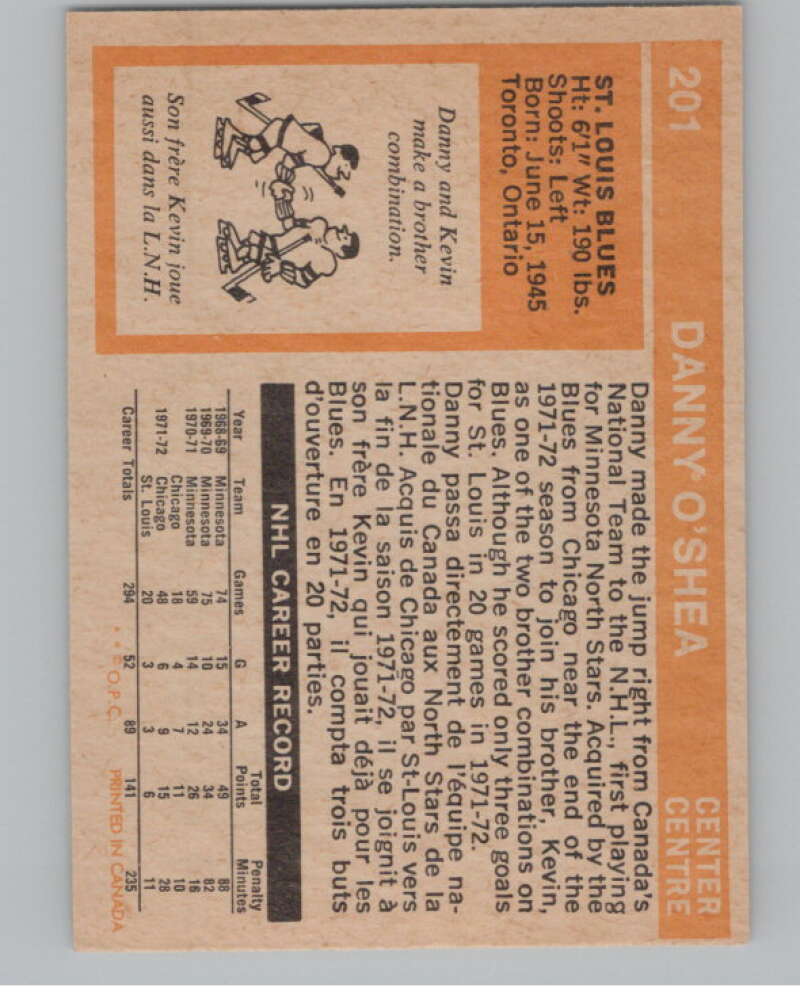 201 DANNY O'SHEA CENTER
CENTRE
ST. LOUIS BLUES
Ht: 6'1" Wt: 190 lbs.
Shoots: Left
Born: June 15, 1945
Toronto, Ontario
Danny and Kevin
make a brother
combination.
Son frère Kevin joue
aussi dans la L.N.H.
Danny made the jump right from Canada's
National Team to the N.H.L., first playing
for Minnesota North Stars. Acquired by the
Blues from Chicago near the end of the
1971-72 season to join his brother, Kevin,
as one of the two brother combinations on
Blues. Although he scored only three goals
for St. Louis in 20 games in 1971-72.
Danny passa directement de l'équipe na-
tionale du Canada aux North Stars de la
L.N.H. Acquis de Chicago par St-Louis vers
la fin de la saison 1971-72, il se joignit à
son frère Kevin qui jouait déjà pour les
Blues. En 1971-72, il compta trois buts
d'ouverture en 20 parties.
NHL CAREER RECORD
Year Team Games G A Total Points Penalty Minutes
1968-69 Minnesota 74 15 34 49 88
1969-70 Minnesota 75 10 24 34 82
1970-71 Minnesota 59 14 12 26 16
Chicago 18 4 7 11 10
1971-72 Chicago 48 6 9 15 28
St. Louis 20 3 3 6 11
Career Totals 294 52 89 141 235
© O.P.C. PRINTED IN CANADA